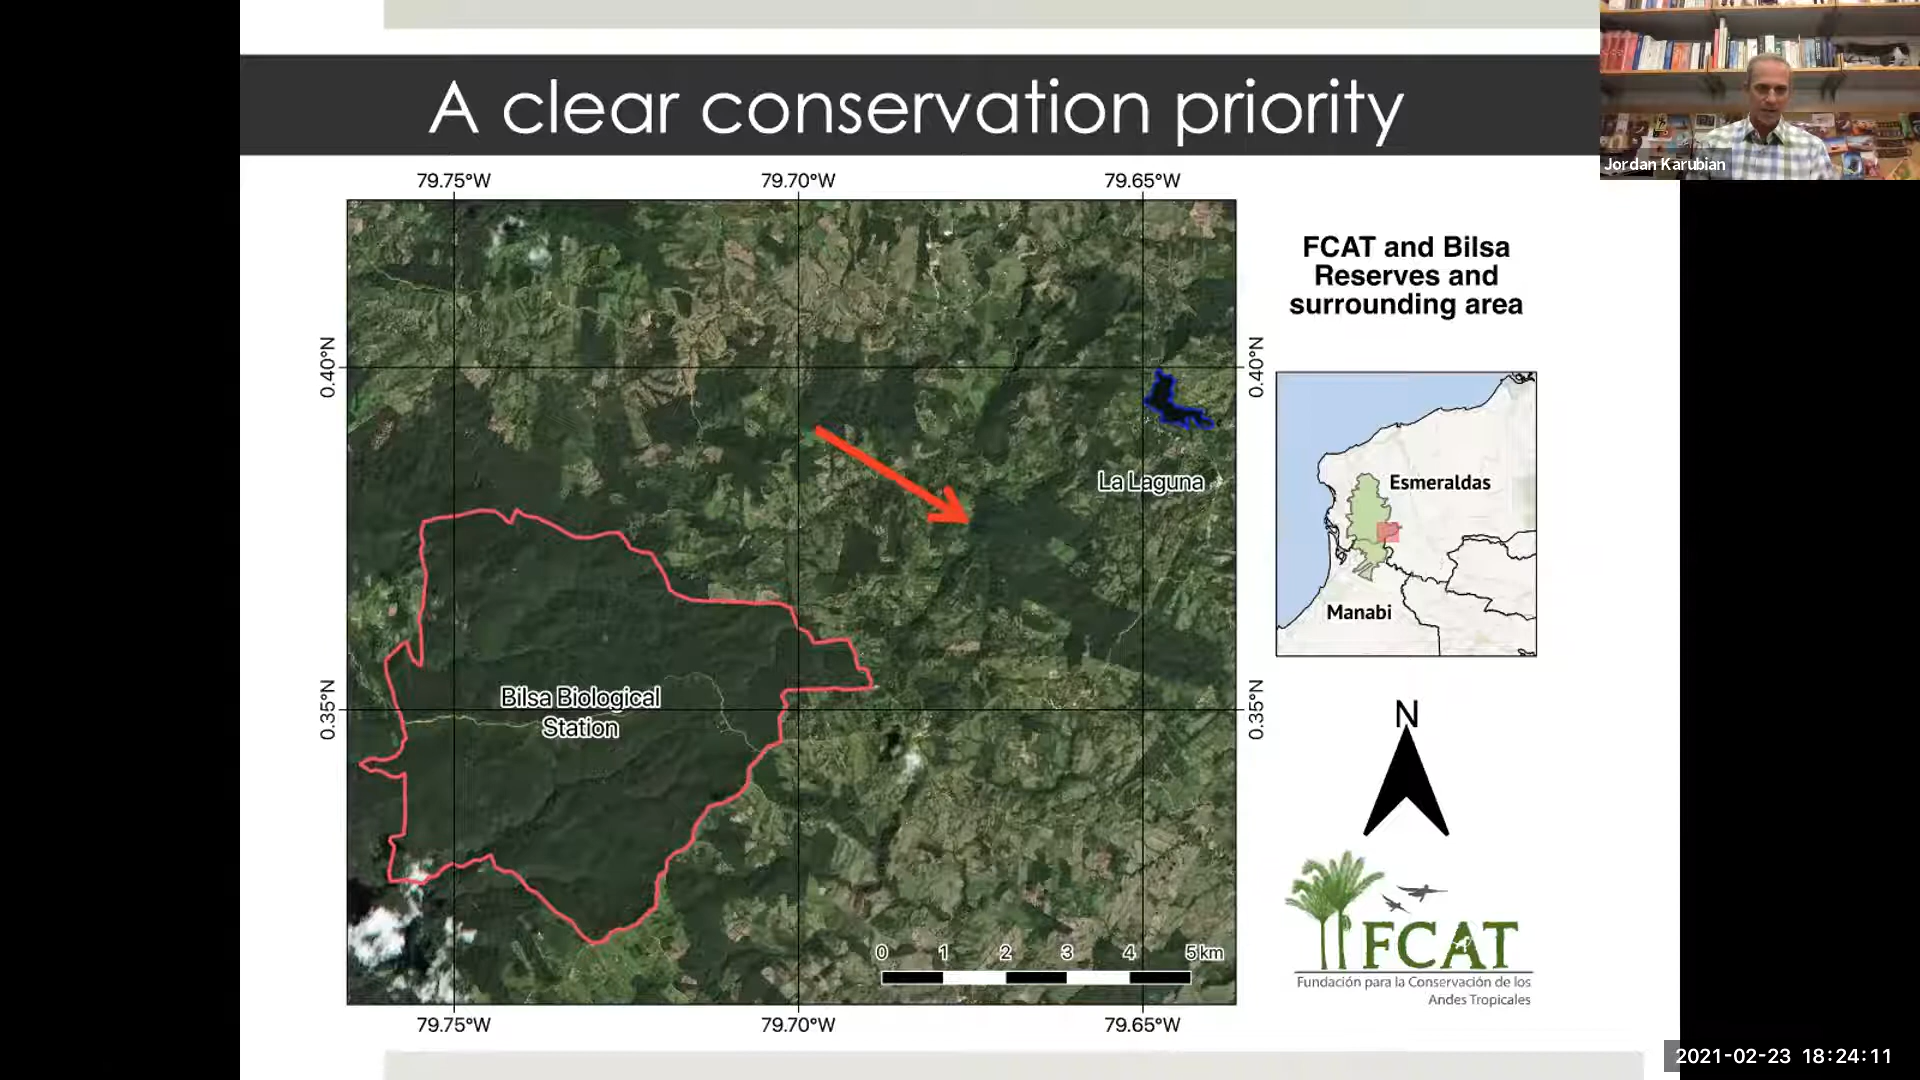 A clear conservation priority
Jordan Karubian
79.75°W
79.70°W
79.65°W
FCAT and Bilsa
Reserves and
surrounding area
0.40°N
0.40°N
La Laguna
Esmeraldas
Manabi
Bilsa Biological
Station
0.35°N
0.35°N
N
0 1 2 3 4 5 km
FCAT
Fundación para la Conservación de los
Andes Tropicales
79.75°W
79.70°W
79.65°W
2021-02-23 18:24:11